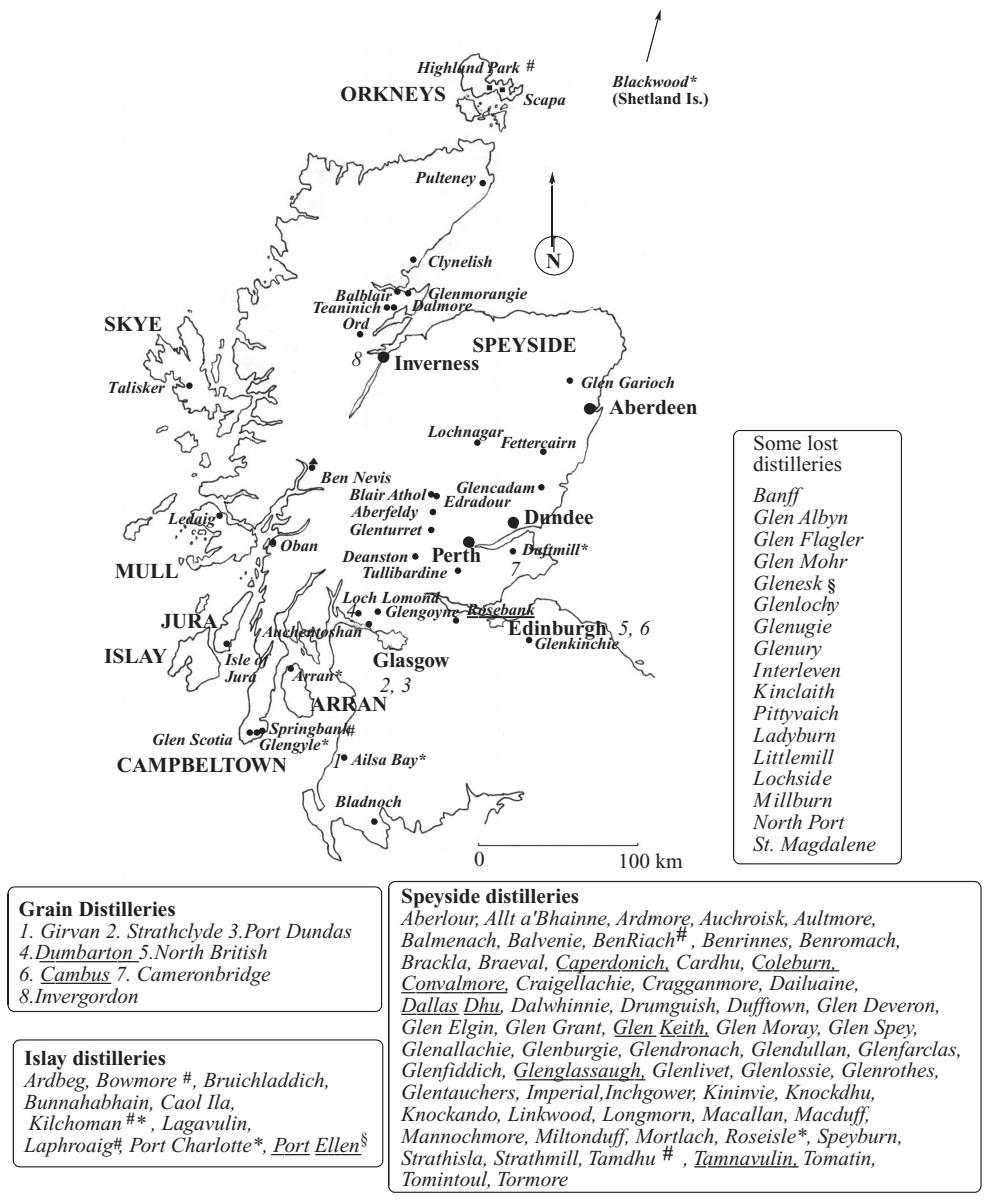 Highland Park #
ORKNEYS
Scapa
Blackwood*
(Shetland Is.)
Pulteney
N
Clynelish
Balblair
Glenmorangie
Teaninich
Dalmore
Ord
SKYE
SPEYSIDE
8
Inverness
Talisker
Glen Garioch
Aberdeen
Lochnagar
Fettercairn
Ben Nevis
Blair Athol
Glencadam
Edradour
Aberfeldy
Ledaig
Dundee
Glenturret
Oban
Perth
Daftmill*
Deanston
7
MULL
Tullibardine
Loch Lomond
4
Glengoyne
Rosebank
JURA
Auchentoshan
Edinburgh 5, 6
Glenkinchie
ISLAY
Isle of
Jura
Glasgow
Arran*
2, 3
ARRAN
Springbank#
Glen Scotia
Glengyle*
CAMPBELTOWN
1
Ailsa Bay*
Bladnoch
0
100 km
Some lost
distilleries
Banff
Glen Albyn
Glen Flagler
Glen Mohr
Glenesk §
Glenlochy
Glenugie
Glenury
Interleven
Kinclaith
Pittyvaich
Ladyburn
Littlemill
Lochside
Millburn
North Port
St. Magdalene
Grain Distilleries
1. Girvan 2. Strathclyde 3.Port Dundas
4.Dumbarton 5.North British
6. Cambus 7. Cameronbridge
8.Invergordon
Islay distilleries
Ardbeg, Bowmore #, Bruichladdich,
Bunnahabhain, Caol Ila,
Kilchoman #*, Lagavulin,
Laphroaig#, Port Charlotte*, Port Ellen§
Speyside distilleries
Aberlour, Allt a'Bhainne, Ardmore, Auchroisk, Aultmore,
Balmenach, Balvenie, BenRiach# , Benrinnes, Benromach,
Brackla, Braeval, Caperdonich, Cardhu, Coleburn,
Convalmore, Craigellachie, Cragganmore, Dailuaine,
Dallas Dhu, Dalwhinnie, Drumguish, Dufftown, Glen Deveron,
Glen Elgin, Glen Grant, Glen Keith, Glen Moray, Glen Spey,
Glenallachie, Glenburgie, Glendronach, Glendullan, Glenfarclas,
Glenfiddich, Glenglassaugh, Glenlivet, Glenlossie, Glenrothes,
Glentauchers, Imperial,Inchgower, Kininvie, Knockdhu,
Knockando, Linkwood, Longmorn, Macallan, Macduff,
Mannochmore, Miltonduff, Mortlach, Roseisle*, Speyburn,
Strathisla, Strathmill, Tamdhu # , Tamnavulin, Tomatin,
Tomintoul, Tormore